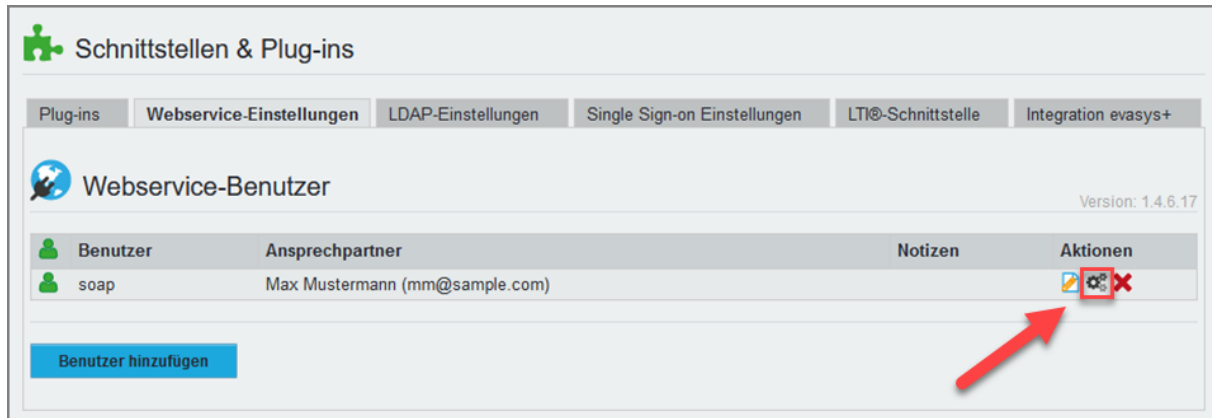 Schnittstellen & Plug-ins
Plug-ins Webservice-Einstellungen LDAP-Einstellungen Single Sign-on Einstellungen LTI®-Schnittstelle Integration evasys+
Webservice-Benutzer
Version: 1.4.6.17
Benutzer Ansprechpartner Notizen Aktionen
soap Max Mustermann (mm@sample.com)
Benutzer hinzufügen